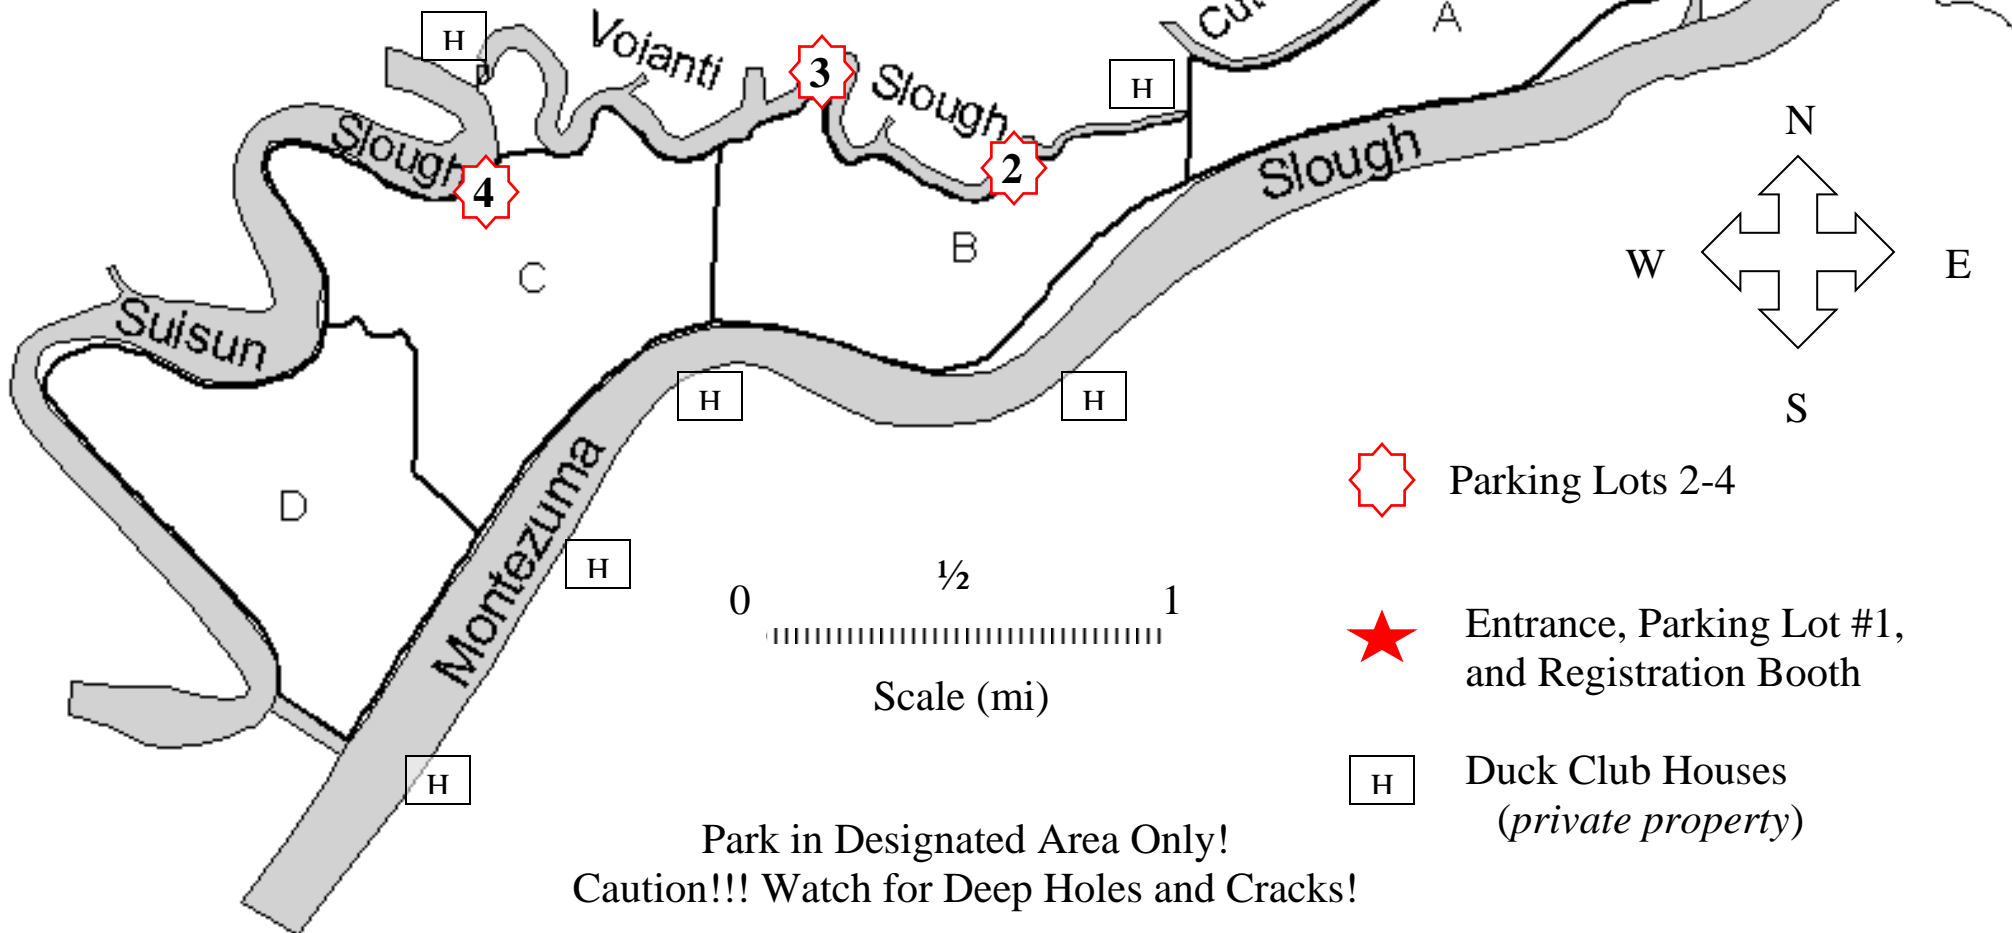 H
Voianti
3
Slough
H
Cut
A
Slough
4
2
Slough
N
W
E
S
B
C
Suisun
H
H
D
Montezuma
H
H
Parking Lots 2-4
0
½
1
Scale (mi)
Entrance, Parking Lot #1,
and Registration Booth
H
Duck Club Houses
(private property)
Park in Designated Area Only!
Caution!!! Watch for Deep Holes and Cracks!